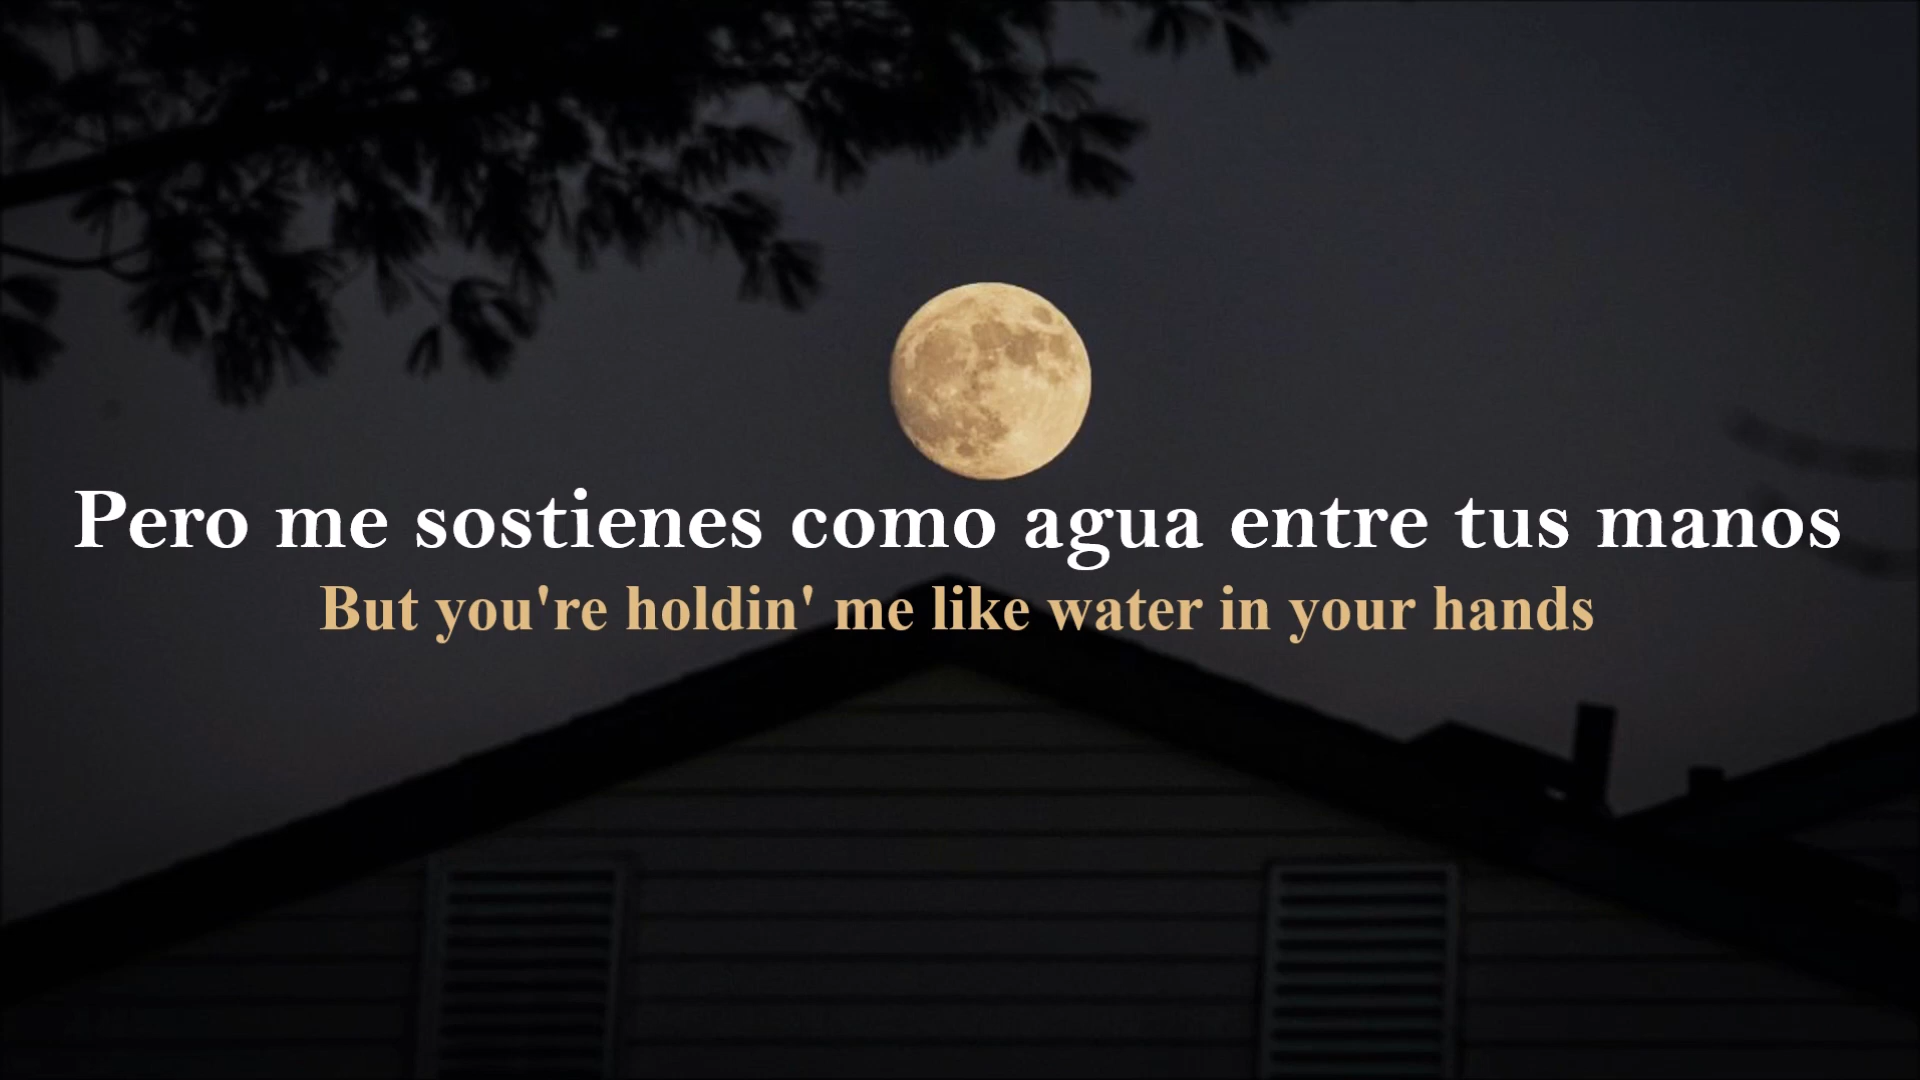 Pero me sostienes como agua entre tus manos
But you're holdin' me like water in your hands